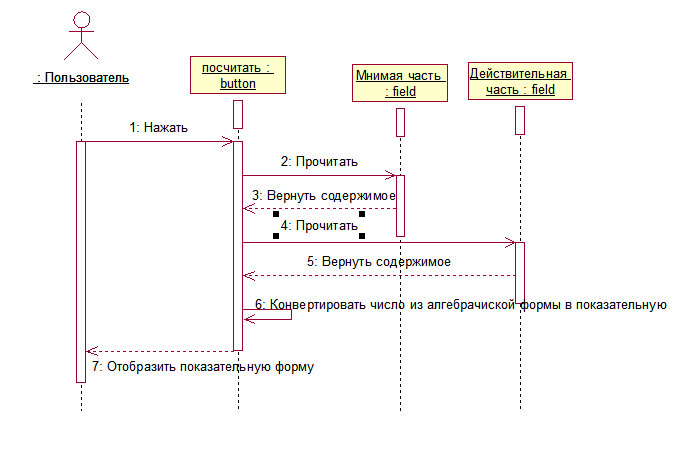 : Пользователь
посчитать :
button
Мнимая часть
: field
Действительная
часть : field
1: Нажать
2: Прочитать
3: Вернуть содержимое
4: Прочитать
5: Вернуть содержимое
6: Конвертировать число из алгебрачиской формы в показательную
7: Отобразить показательную форму